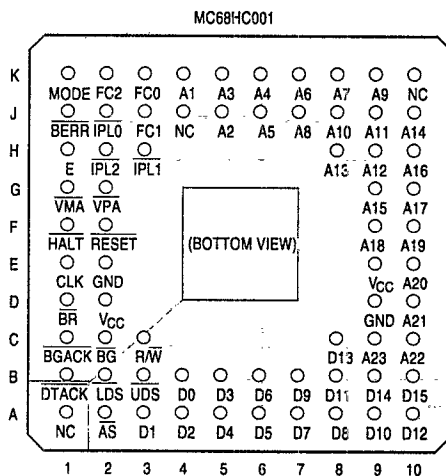 MC68HC001
K
MODE FC2 FC0 A1 A3 A4 A6 A7 A9 NC
J
BERR IPL0 FC1 NC A2 A5 A8 A10 A11 A14
H
E IPL2 IPL1 A13 A12 A16
G
VMA VPA A15 A17
F
HALT RESET (BOTTOM VIEW) A18 A19
E
CLK GND VCC A20
D
BR VCC GND A21
C
BGACK BG R/W D13 A23 A22
B
DTACK LDS UDS D0 D3 D6 D9 D11 D14 D15
A
NC AS D1 D2 D4 D5 D7 D8 D10 D12
1 2 3 4 5 6 7 8 9 10